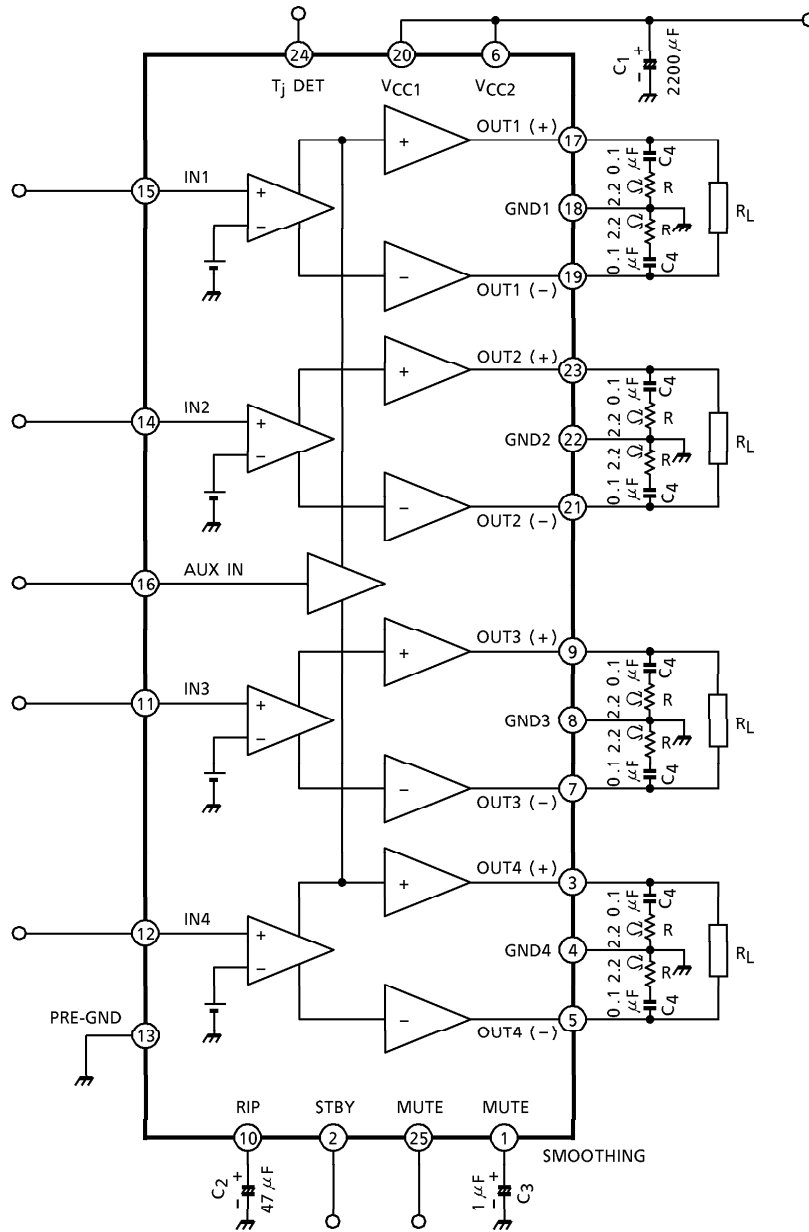 24 20 6
Tj DET VCC1 VCC2
C1 + − 2200 μF
OUT1 (+) 17
15 IN1 + − +
GND1 18
−
OUT1 (−) 19
0.1 μF C4
2.2 Ω R
2.2 Ω R
0.1 μF C4
RL
OUT2 (+) 23
14 IN2 + − +
GND2 22
−
OUT2 (−) 21
0.1 μF C4
2.2 Ω R
2.2 Ω R
0.1 μF C4
RL
16 AUX IN
OUT3 (+) 9
11 IN3 + − +
GND3 8
−
OUT3 (−) 7
0.1 μF C4
2.2 Ω R
2.2 Ω R
0.1 μF C4
RL
OUT4 (+) 3
12 IN4 + − +
GND4 4
−
OUT4 (−) 5
0.1 μF C4
2.2 Ω R
2.2 Ω R
0.1 μF C4
RL
PRE-GND
13
RIP STBY MUTE MUTE
10 2 25 1
SMOOTHING
C2 + − 47 μF
1 μF + − C3